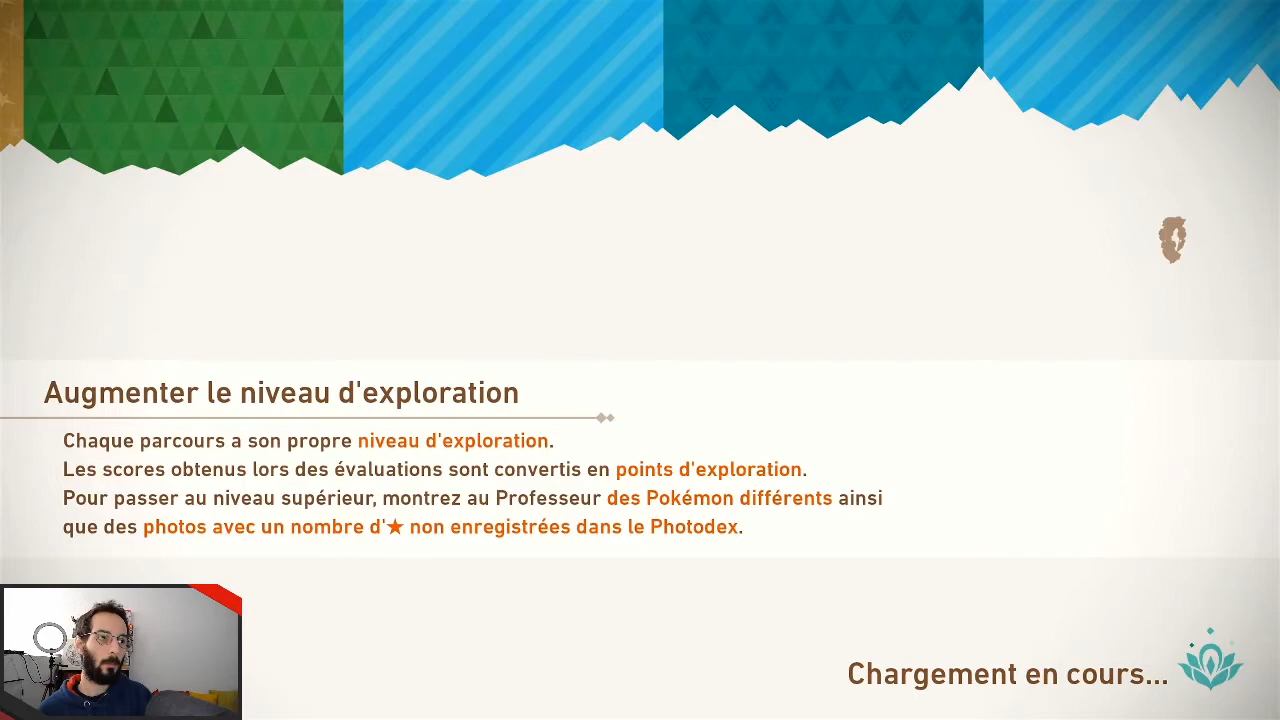 Augmenter le niveau d'exploration
Chaque parcours a son propre niveau d'exploration.
Les scores obtenus lors des évaluations sont convertis en points d'exploration.
Pour passer au niveau supérieur, montrez au Professeur des Pokémon différents ainsi
que des photos avec un nombre d'★ non enregistrées dans le Photodex.
Chargement en cours...